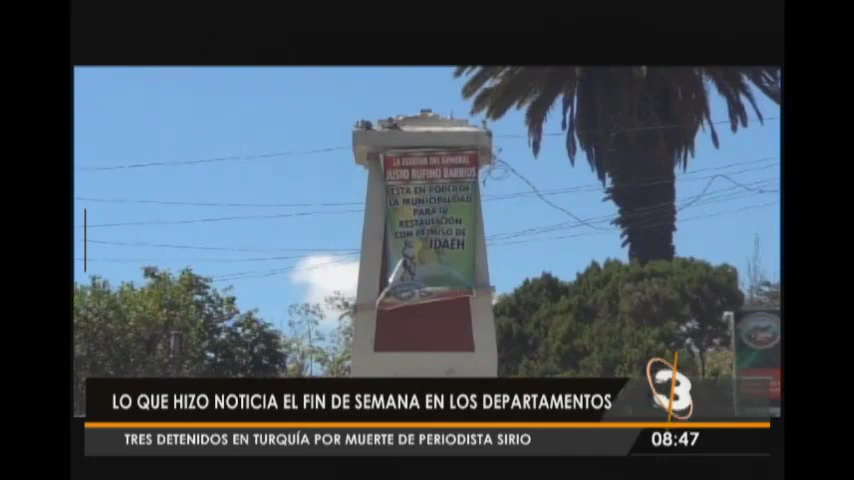 LA ESTATUA DEL GENERAL
JUSTO RUFINO BARRIOS
ESTA EN PODER DE
LA MUNICIPALIDAD
PARA SU
RESTAURACIÓN
CON PERMISO DE
IDAEH
LO QUE HIZO NOTICIA EL FIN DE SEMANA EN LOS DEPARTAMENTOS
3
TRES DETENIDOS EN TURQUÍA POR MUERTE DE PERIODISTA SIRIO
08:47